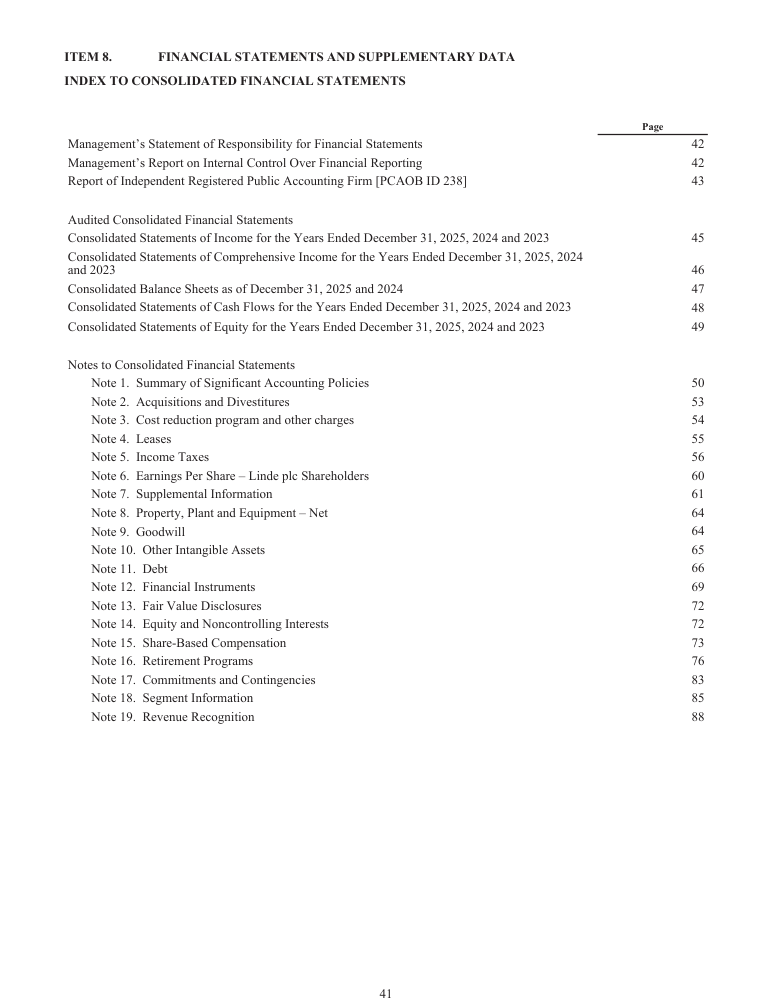 ITEM 8. FINANCIAL STATEMENTS AND SUPPLEMENTARY DATA
INDEX TO CONSOLIDATED FINANCIAL STATEMENTS
Page
Management’s Statement of Responsibility for Financial Statements 42
Management’s Report on Internal Control Over Financial Reporting 42
Report of Independent Registered Public Accounting Firm [PCAOB ID 238] 43
Audited Consolidated Financial Statements
Consolidated Statements of Income for the Years Ended December 31, 2025, 2024 and 2023 45
Consolidated Statements of Comprehensive Income for the Years Ended December 31, 2025, 2024
and 2023 46
Consolidated Balance Sheets as of December 31, 2025 and 2024 47
Consolidated Statements of Cash Flows for the Years Ended December 31, 2025, 2024 and 2023 48
Consolidated Statements of Equity for the Years Ended December 31, 2025, 2024 and 2023 49
Notes to Consolidated Financial Statements
Note 1. Summary of Significant Accounting Policies 50
Note 2. Acquisitions and Divestitures 53
Note 3. Cost reduction program and other charges 54
Note 4. Leases 55
Note 5. Income Taxes 56
Note 6. Earnings Per Share – Linde plc Shareholders 60
Note 7. Supplemental Information 61
Note 8. Property, Plant and Equipment – Net 64
Note 9. Goodwill 64
Note 10. Other Intangible Assets 65
Note 11. Debt 66
Note 12. Financial Instruments 69
Note 13. Fair Value Disclosures 72
Note 14. Equity and Noncontrolling Interests 72
Note 15. Share-Based Compensation 73
Note 16. Retirement Programs 76
Note 17. Commitments and Contingencies 83
Note 18. Segment Information 85
Note 19. Revenue Recognition 88
41